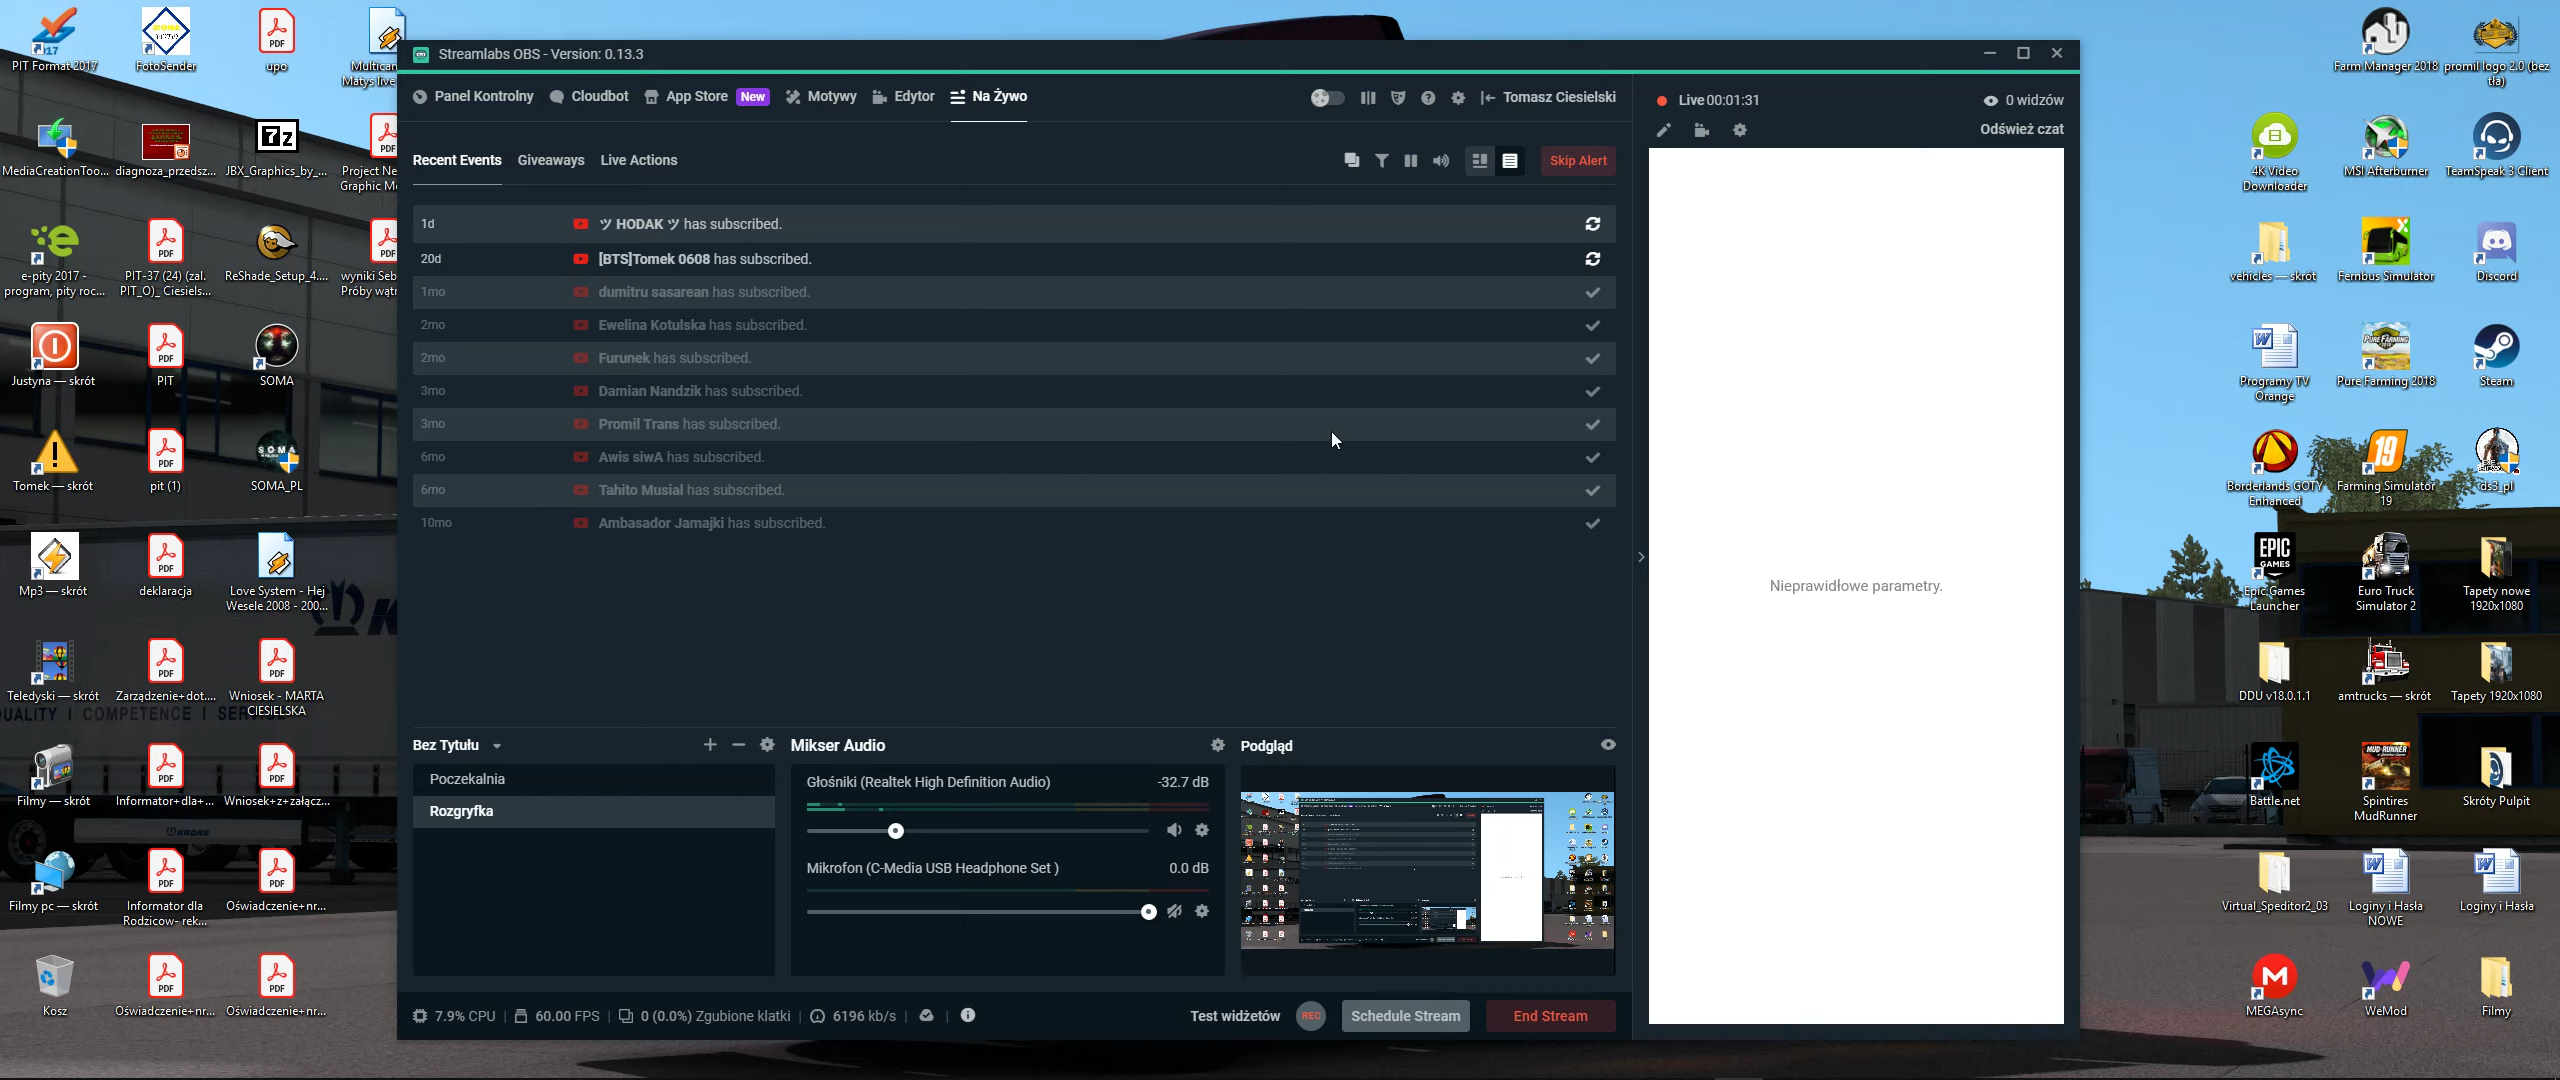 Streamlabs OBS - Version: 0.13.3
Panel Kontrolny
Cloudbot
App Store
New
Motywy
Edytor
Na Żywo
Tomasz Ciesielski
Live 00:01:31
0 widzów
Odśwież czat
Recent Events
Giveaways
Live Actions
Skip Alert
1d ツ HODAK ツ has subscribed.
20d [BTS]Tomek 0608 has subscribed.
1mo dumitru sasarean has subscribed.
2mo Ewelina Kotulska has subscribed.
2mo Furunek has subscribed.
3mo Damian Nandzik has subscribed.
3mo Promil Trans has subscribed.
6mo Awis siwA has subscribed.
6mo Tahito Musial has subscribed.
10mo Ambasador Jamajki has subscribed.
Nieprawidłowe parametry.
Bez Tytułu
Poczekalnia
Rozgryfka
Mikser Audio
Głośniki (Realtek High Definition Audio) -32.7 dB
Mikrofon (C-Media USB Headphone Set ) 0.0 dB
Podgląd
7.9% CPU
60.00 FPS
0 (0.0%) Zgubione klatki
6196 kb/s
Test widżetów
REC
Schedule Stream
End Stream
PIT Format 2017
FotoSender
upo
Multican
Matys live
MediaCreationToo...
diagnoza_przedsz...
JBX_Graphics_by_...
Project Ne
Graphic M
e-pity 2017 -
program, pity roc...
PIT-37 (24) (zal.
PIT_O)_ Ciesiels...
ReShade_Setup_4....
wyniki Seb
Próby wątr
Justyna — skrót
PIT
SOMA
Tomek — skrót
pit (1)
SOMA_PL
Mp3 — skrót
deklaracja
Love System - Hej
Wesele 2008 - 200...
Teledyski — skrót
Zarządzenie+dot....
Wniosek - MARTA
CIESIELSKA
Filmy — skrót
Informator+dla+...
Wniosek+z+załącz...
Filmy pc — skrót
Informator dla
Rodzicow- rek...
Oświadczenie+nr...
Kosz
Oświadczenie+nr...
Oświadczenie+nr...
Farm Manager 2018
promil logo 2.0 (bez
tła)
4K Video
Downloader
MSI Afterburner
TeamSpeak 3 Client
vehicles — skrót
Fernbus Simulator
Discord
Programy TV
Orange
Pure Farming 2018
Steam
Borderlands GOTY
Enhanced
Farming Simulator
19
ds3_pl
Epic Games
Launcher
Euro Truck
Simulator 2
Tapety nowe
1920x1080
DDU v18.0.1.1
amtrucks — skrót
Tapety 1920x1080
Battle.net
Spintires
MudRunner
Skróty Pulpit
Virtual_Speditor2_03
Loginy i Hasła
NOWE
Loginy i Hasła
MEGAsync
WeMod
Filmy